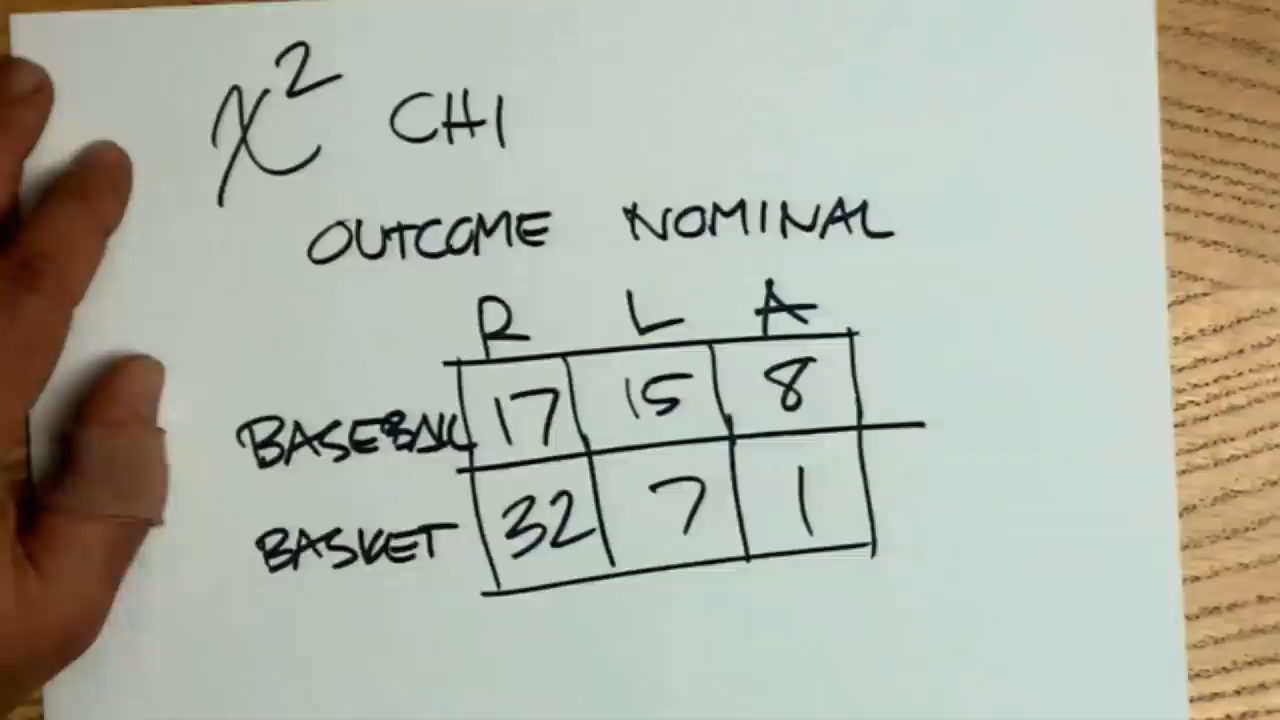 χ² CHI
OUTCOME NOMINAL
R L A
BASEBALL 17 15 8
BASKET 32 7 1